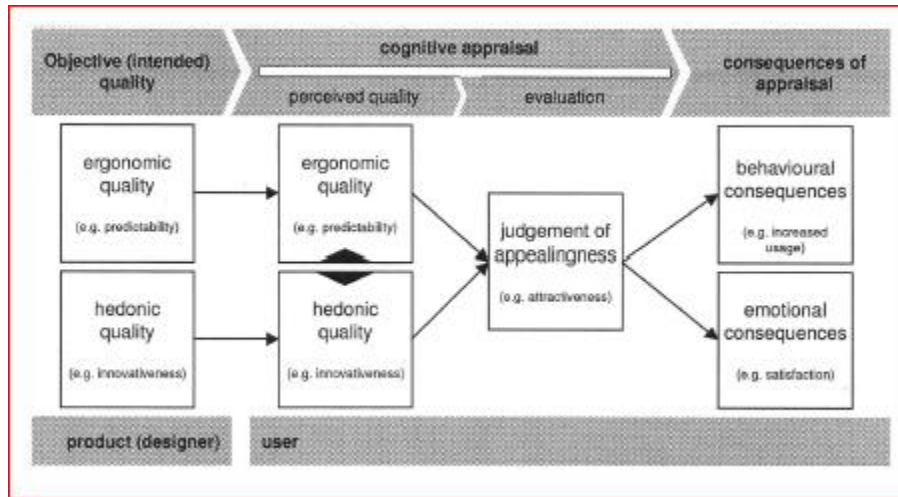 Objective (intended)
quality
cognitive appraisal
perceived quality
evaluation
consequences of
appraisal
ergonomic
quality
(e.g. predictability)
ergonomic
quality
(e.g. predictability)
judgement of
appealingness
(e.g. attractiveness)
behavioural
consequences
(e.g. increased
usage)
hedonic
quality
(e.g. innovativeness)
hedonic
quality
(e.g. innovativeness)
emotional
consequences
(e.g. satisfaction)
product (designer)
user